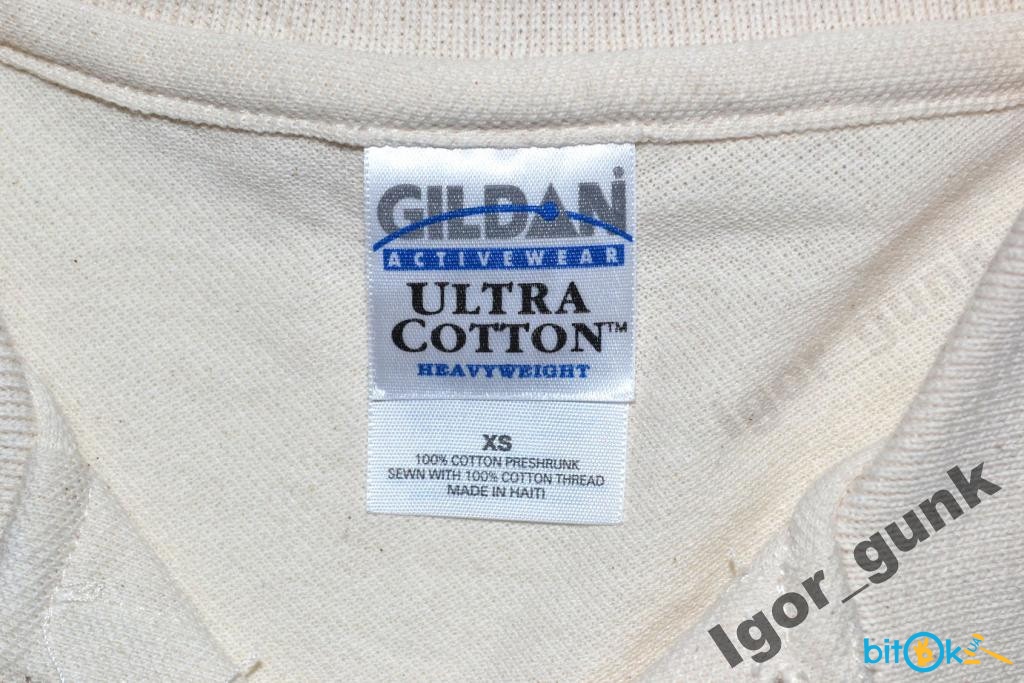 GILDAN
ACTIVEWEAR
ULTRA
COTTON™
HEAVYWEIGHT
XS
100% COTTON PRESHRUNK
SEWN WITH 100% COTTON THREAD
MADE IN HAITI
Igor_gunk
bitOk.UA